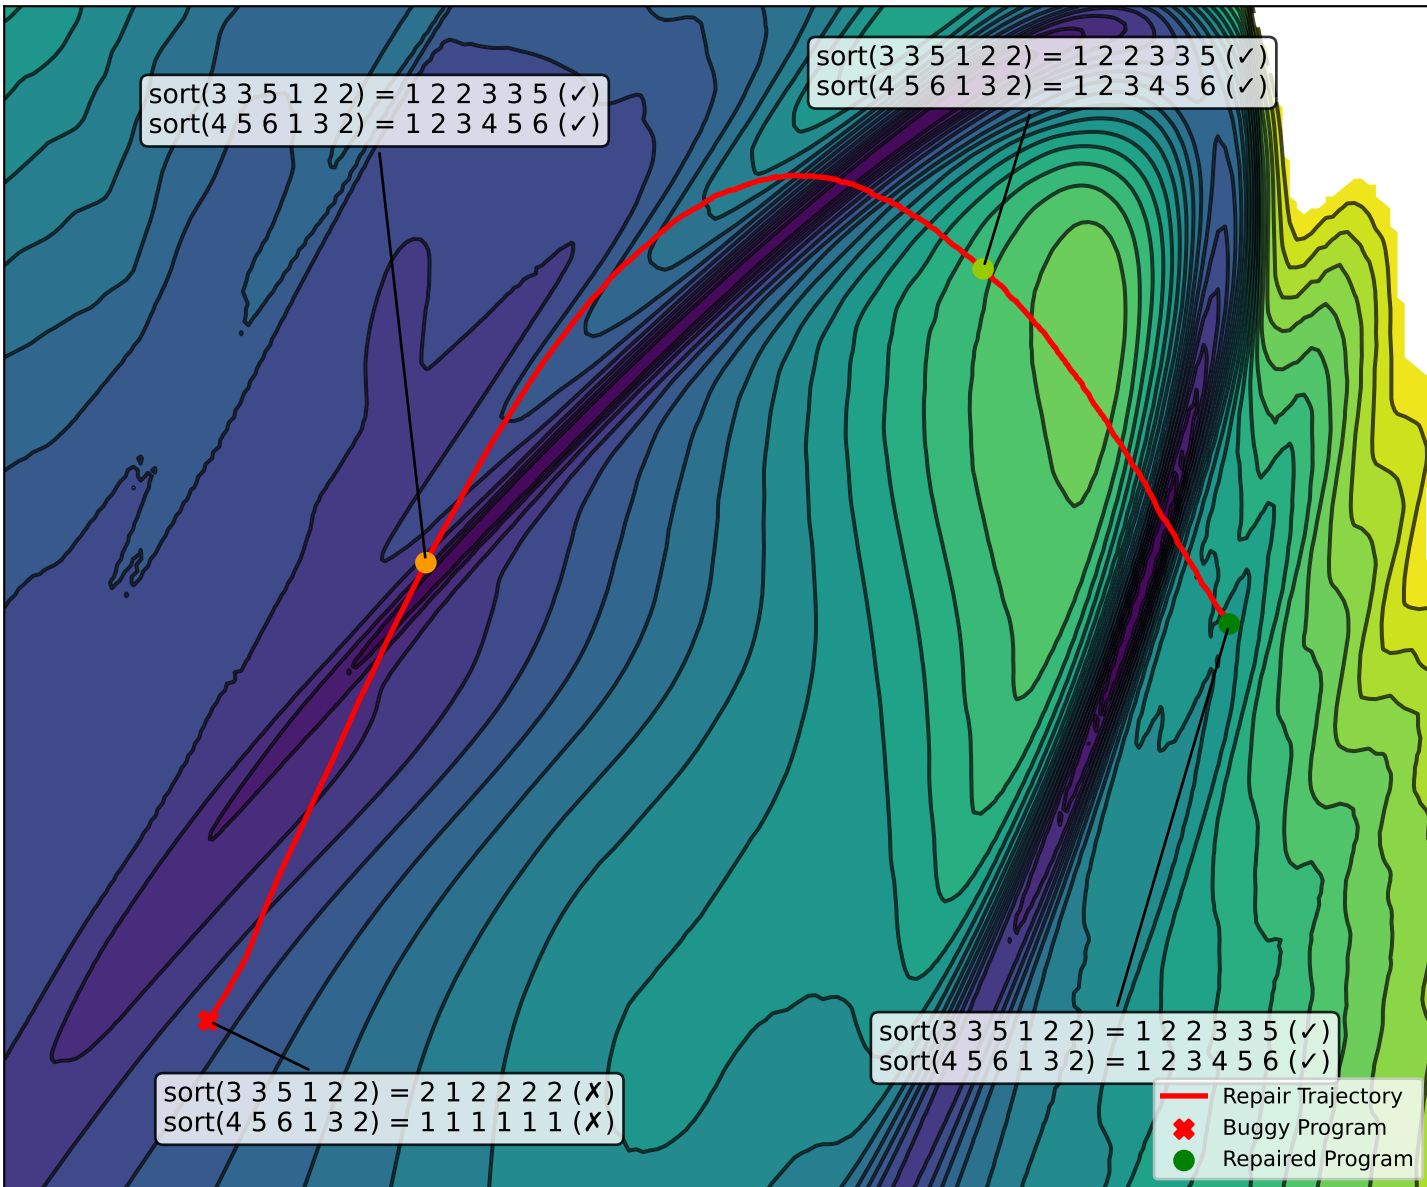 sort(3 3 5 1 2 2) = 1 2 2 3 3 5 (✓)
sort(4 5 6 1 3 2) = 1 2 3 4 5 6 (✓)
sort(3 3 5 1 2 2) = 1 2 2 3 3 5 (✓)
sort(4 5 6 1 3 2) = 1 2 3 4 5 6 (✓)
sort(3 3 5 1 2 2) = 1 2 2 3 3 5 (✓)
sort(4 5 6 1 3 2) = 1 2 3 4 5 6 (✓)
sort(3 3 5 1 2 2) = 2 1 2 2 2 2 (✗)
sort(4 5 6 1 3 2) = 1 1 1 1 1 1 (✗)
Repair Trajectory
Buggy Program
Repaired Program